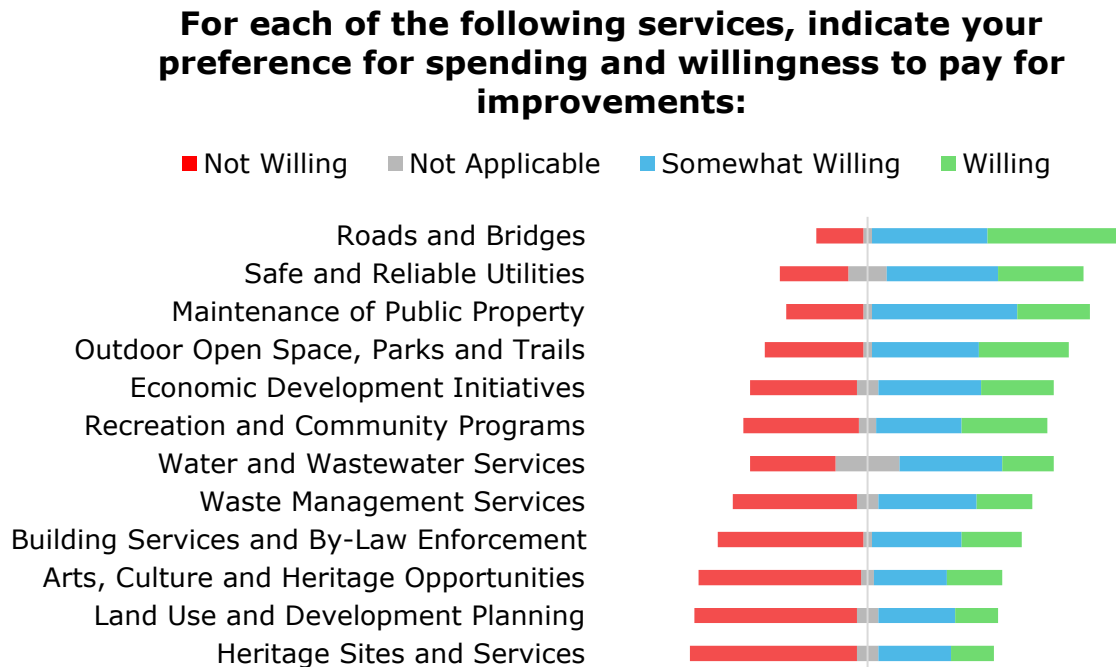 For each of the following services, indicate your
preference for spending and willingness to pay for
improvements:
Not Willing Not Applicable Somewhat Willing Willing
Roads and Bridges
Safe and Reliable Utilities
Maintenance of Public Property
Outdoor Open Space, Parks and Trails
Economic Development Initiatives
Recreation and Community Programs
Water and Wastewater Services
Waste Management Services
Building Services and By-Law Enforcement
Arts, Culture and Heritage Opportunities
Land Use and Development Planning
Heritage Sites and Services